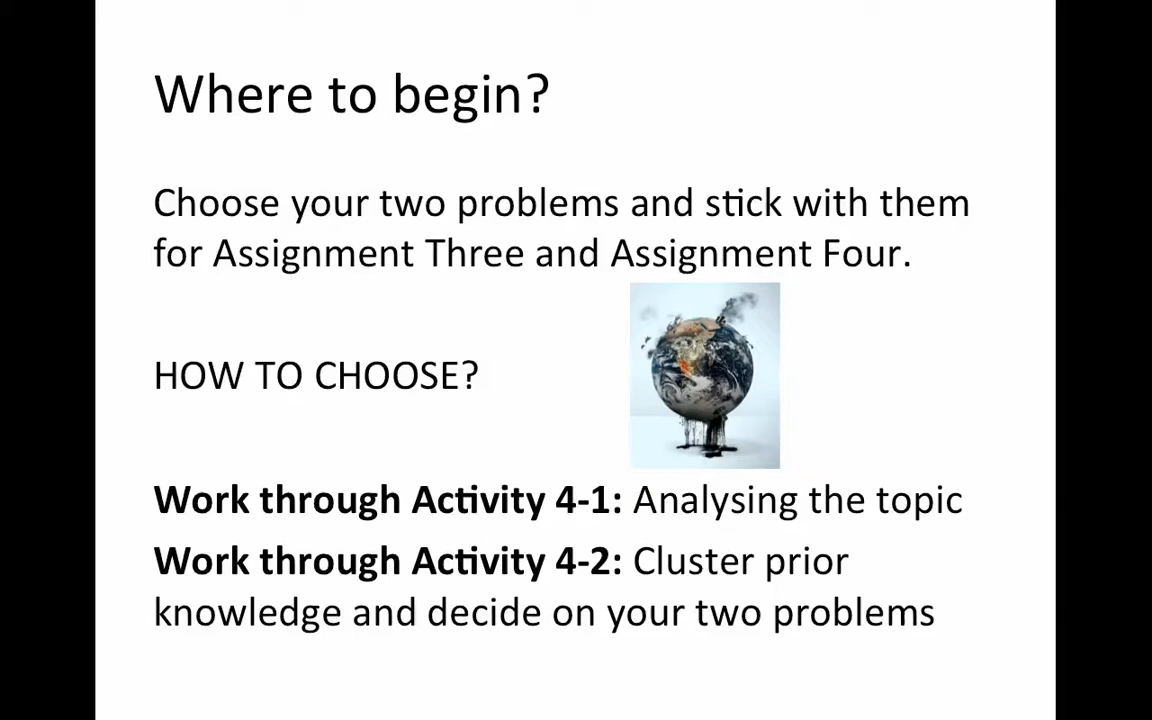 Where to begin?
Choose your two problems and stick with them
for Assignment Three and Assignment Four.
HOW TO CHOOSE?
Work through Activity 4-1: Analysing the topic
Work through Activity 4-2: Cluster prior
knowledge and decide on your two problems